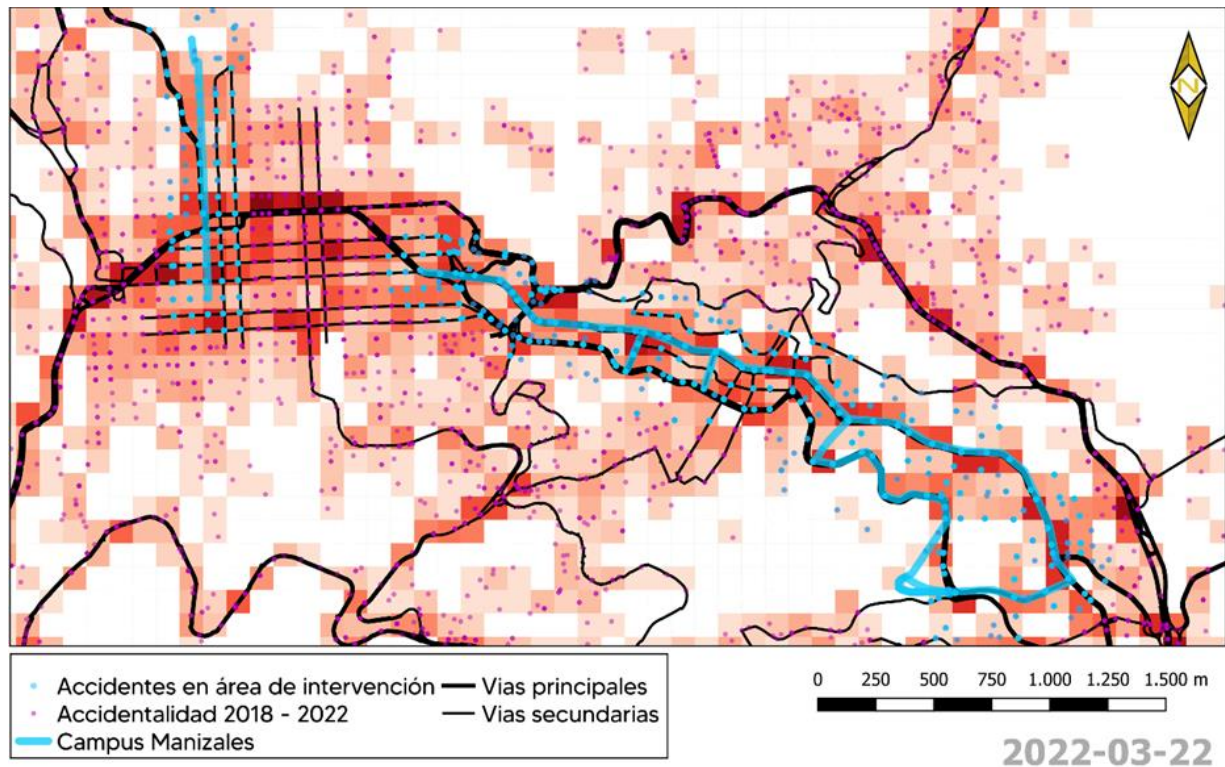 N
Accidentes en área de intervención
Accidentalidad 2018 - 2022
Campus Manizales
Vias principales
Vias secundarias
0 250 500 750 1.000 1.250 1.500 m
2022-03-22